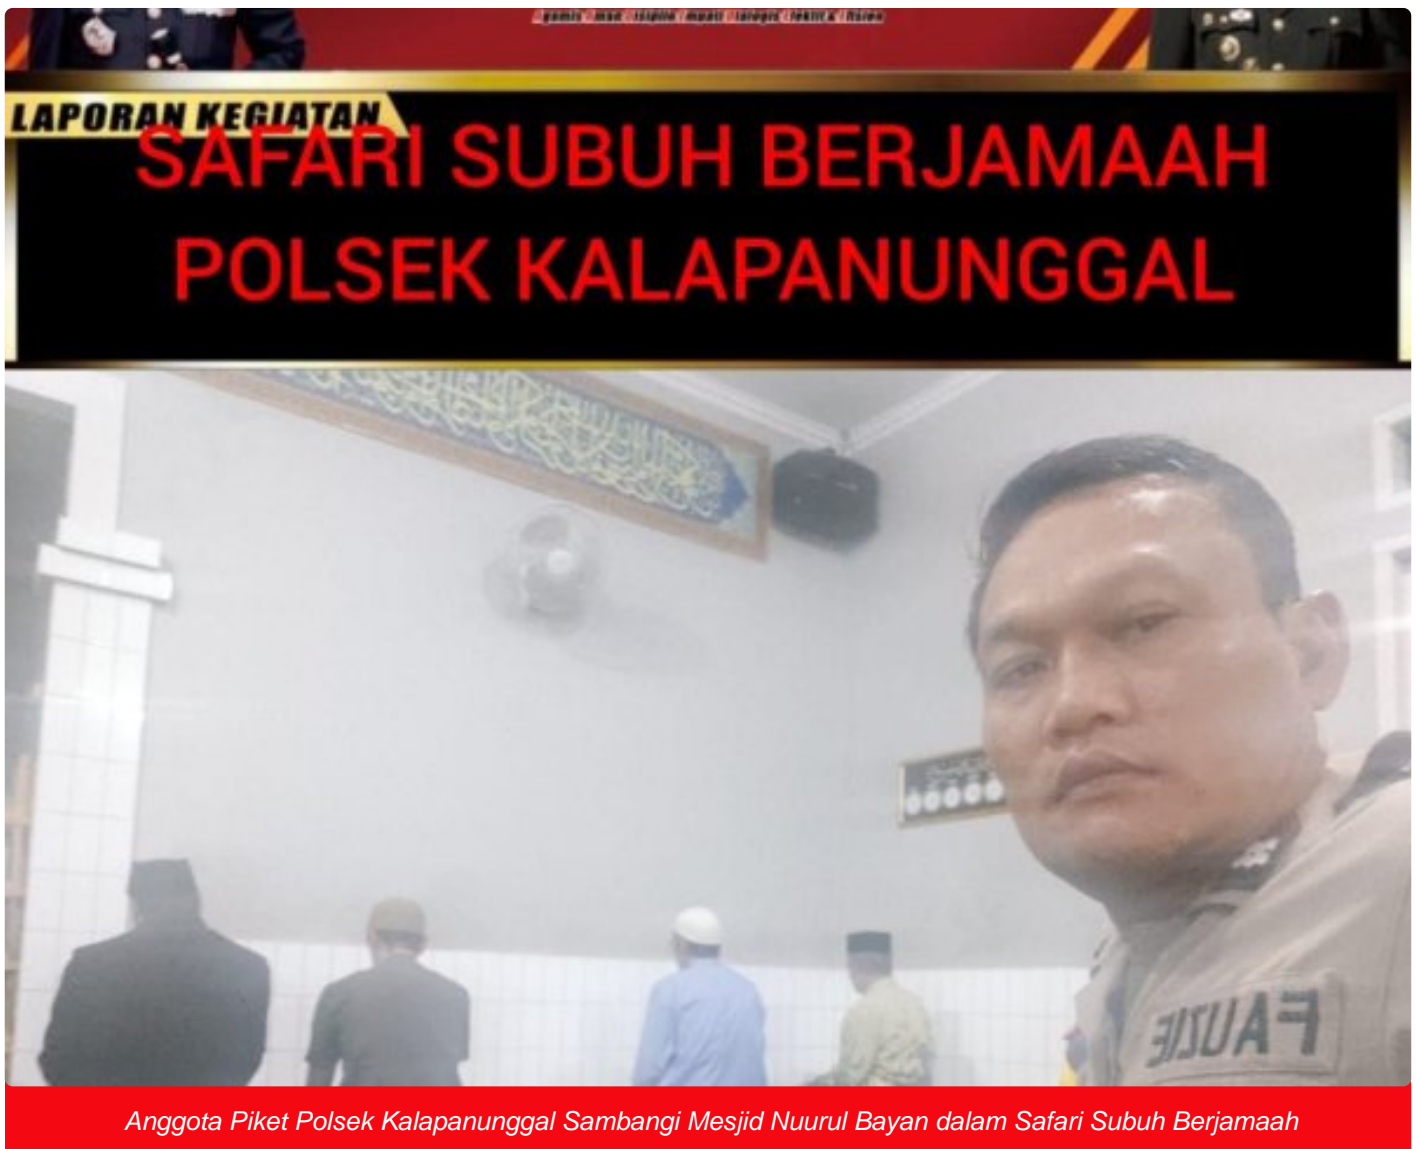 LAPORAN KEGIATAN
SAFARI SUBUH BERJAMAAH
POLSEK KALAPANUNGGAL
FAUZIE
Anggota Piket Polsek Kalapanunggal Sambangi Mesjid Nuurul Bayan dalam Safari Subuh Berjamaah